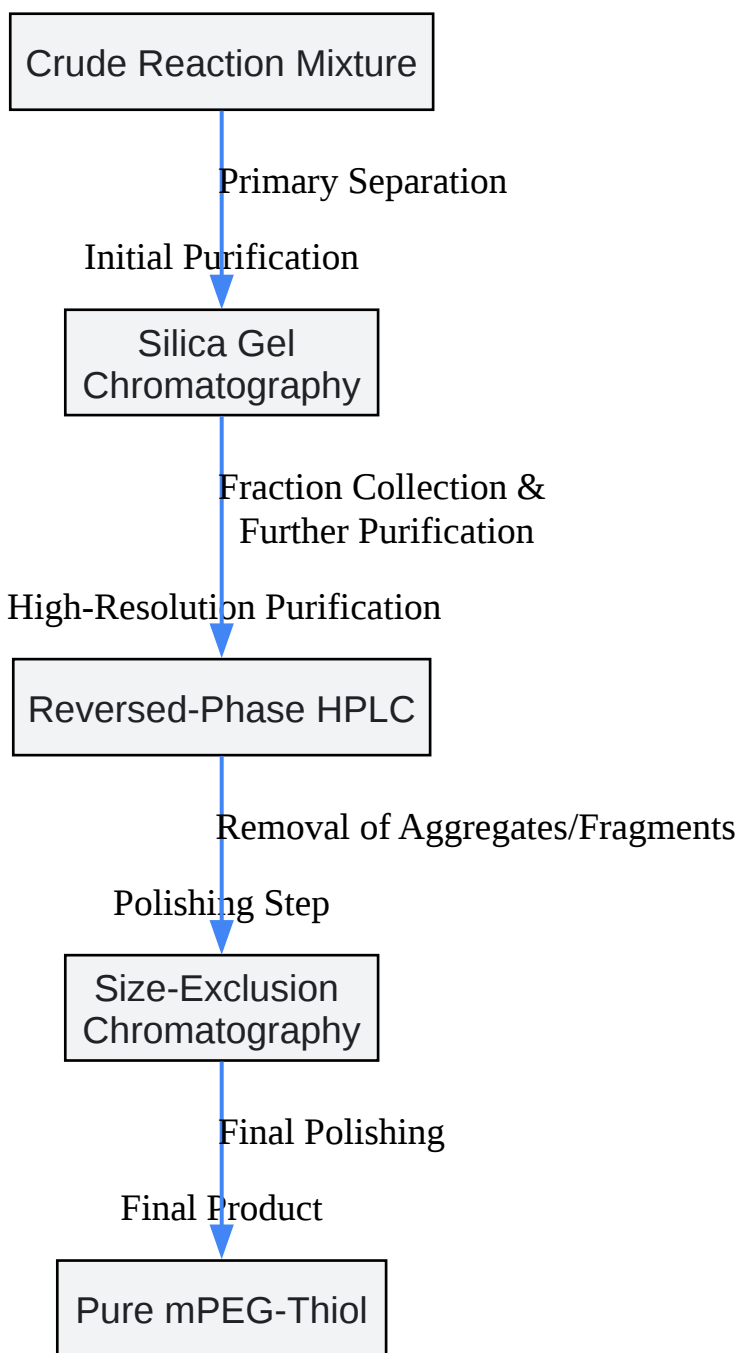 Crude Reaction Mixture
Primary Separation
Initial Purification
Silica Gel
Chromatography
Fraction Collection &
Further Purification
High-Resolution Purification
Reversed-Phase HPLC
Removal of Aggregates/Fragments
Polishing Step
Size-Exclusion
Chromatography
Final Polishing
Final Product
Pure mPEG-Thiol